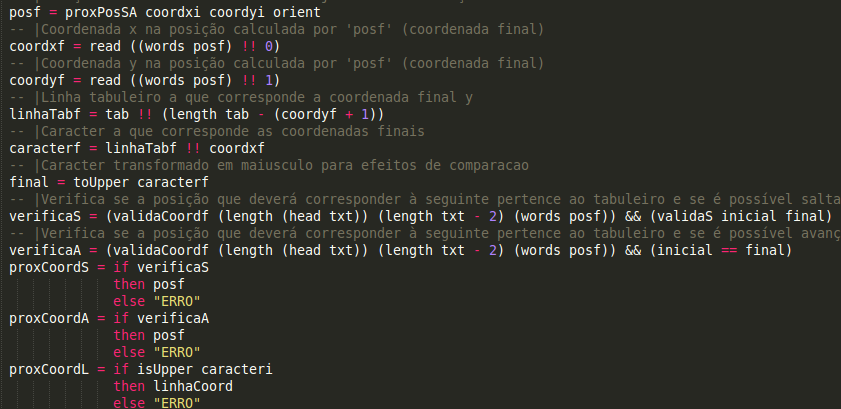 posf = proxPosSA coordxi coordyi orient
-- |Coordenada x na posição calculada por 'posf' (coordenada final)
coordxf = read ((words posf) !! 0)
-- |Coordenada y na posição calculada por 'posf' (coordenada final)
coordyf = read ((words posf) !! 1)
-- |Linha tabuleiro a que corresponde a coordenada final y
linhaTabf = tab !! (length tab - (coordyf + 1))
-- |Caracter a que corresponde as coordenadas finais
caracterf = linhaTabf !! coordxf
-- |Caracter transformado em maiusculo para efeitos de comparacao
final = toUpper caracterf
-- |Verifica se a posição que deverá corresponder à seguinte pertence ao tabuleiro e se é possível salta
verificaS = (validaCoordf (length (head txt)) (length txt - 2) (words posf)) && (validaS inicial final)
-- |Verifica se a posição que deverá corresponder à seguinte pertence ao tabuleiro e se é possível avanç
verificaA = (validaCoordf (length (head txt)) (length txt - 2) (words posf)) && (inicial == final)
proxCoordS = if verificaS
then posf
else "ERRO"
proxCoordA = if verificaA
then posf
else "ERRO"
proxCoordL = if isUpper caracteri
then linhaCoord
else "ERRO"